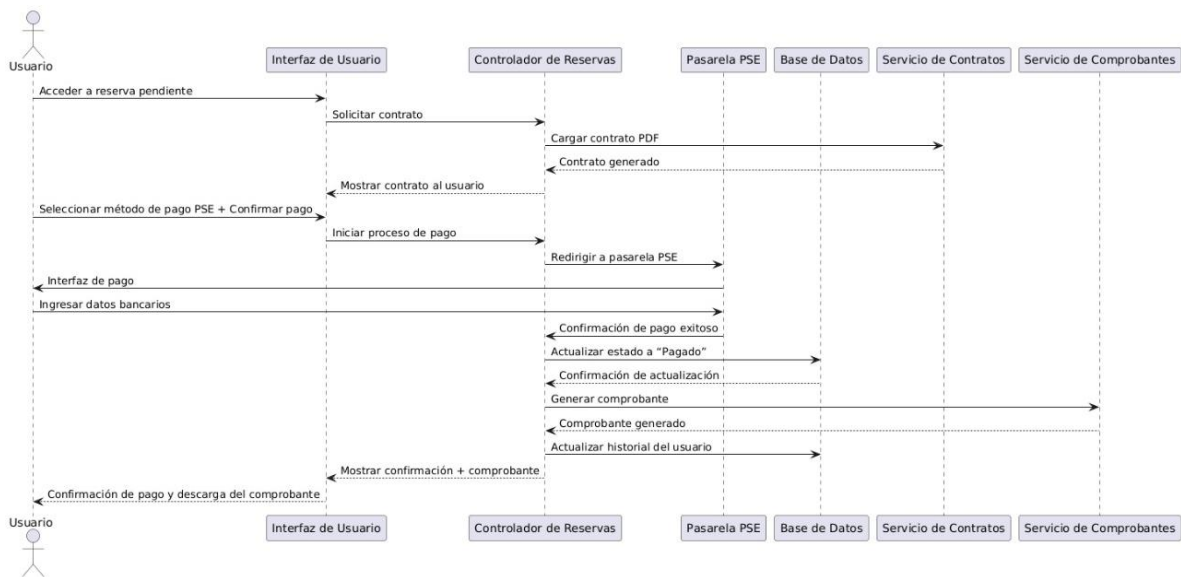 Usuario
Interfaz de Usuario
Controlador de Reservas
Pasarela PSE
Base de Datos
Servicio de Contratos
Servicio de Comprobantes
Acceder a reserva pendiente
Solicitar contrato
Cargar contrato PDF
Contrato generado
Mostrar contrato al usuario
Seleccionar método de pago PSE + Confirmar pago
Iniciar proceso de pago
Redirigir a pasarela PSE
Interfaz de pago
Ingresar datos bancarios
Confirmación de pago exitoso
Actualizar estado a “Pagado”
Confirmación de actualización
Generar comprobante
Comprobante generado
Actualizar historial del usuario
Mostrar confirmación + comprobante
Confirmación de pago y descarga del comprobante
Usuario
Interfaz de Usuario
Controlador de Reservas
Pasarela PSE
Base de Datos
Servicio de Contratos
Servicio de Comprobantes